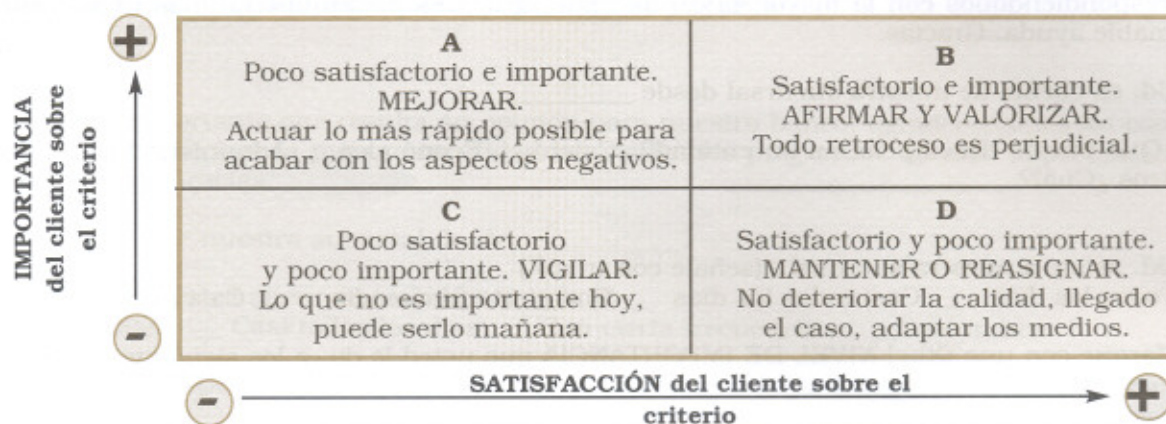 +
A
Poco satisfactorio e importante.
MEJORAR.
Actuar lo más rápido posible para
acabar con los aspectos negativos.
B
Satisfactorio e importante.
AFIRMAR Y VALORIZAR.
Todo retroceso es perjudicial.
IMPORTANCIA
del cliente sobre
el criterio
C
Poco satisfactorio
y poco importante. VIGILAR.
Lo que no es importante hoy,
puede serlo mañana.
D
Satisfactorio y poco importante.
MANTENER O REASIGNAR.
No deteriorar la calidad, llegado
el caso, adaptar los medios.
-
-
SATISFACCIÓN del cliente sobre el
criterio
+